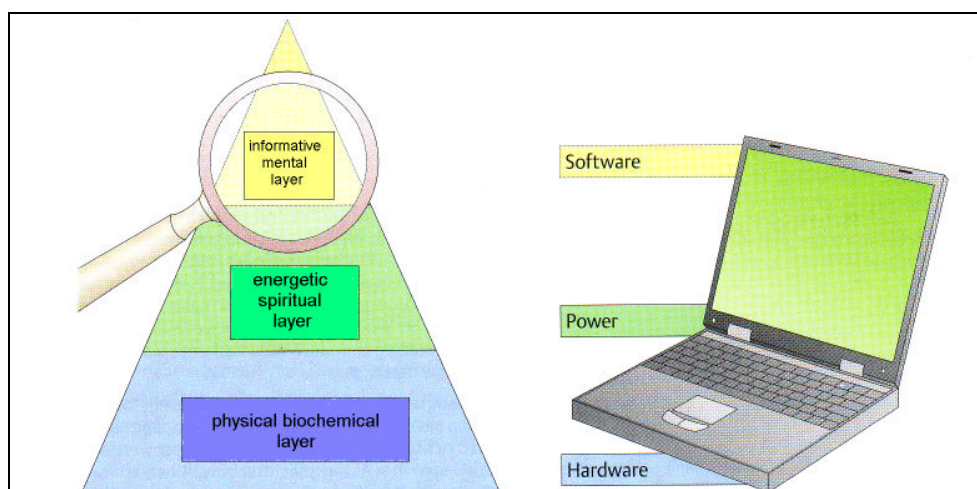 informative
mental
layer
energetic
spiritual
layer
physical biochemical
layer
Software
Power
Hardware